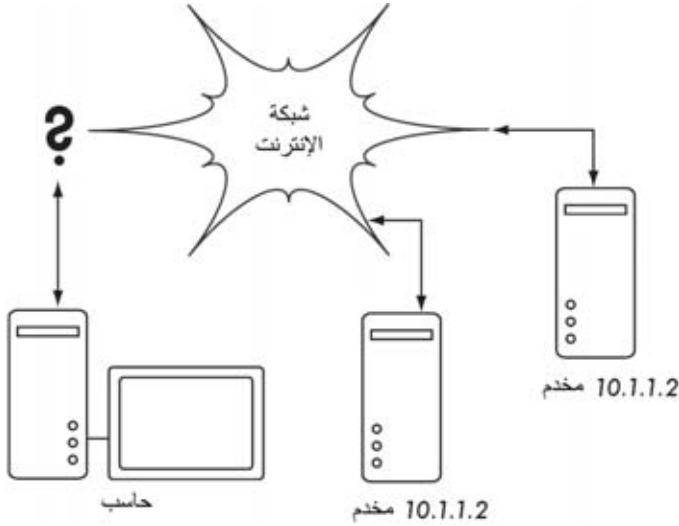 شبكة
الإنترنت
؟
10.1.1.2 مخدم
10.1.1.2 مخدم
حاسب